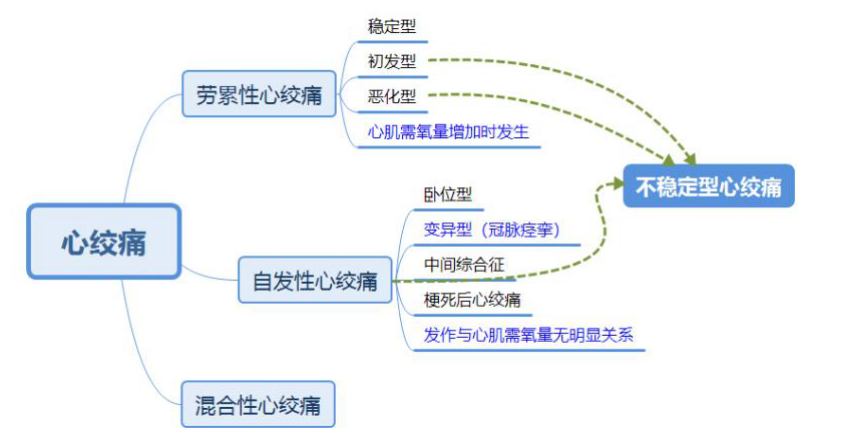 稳定型
初发型
劳累性心绞痛
恶化型
心肌需氧量增加时发生
不稳定型心绞痛
卧位型
变异型（冠脉痉挛）
心绞痛
中间综合征
自发性心绞痛
梗死后心绞痛
发作与心肌需氧量无明显关系
混合性心绞痛